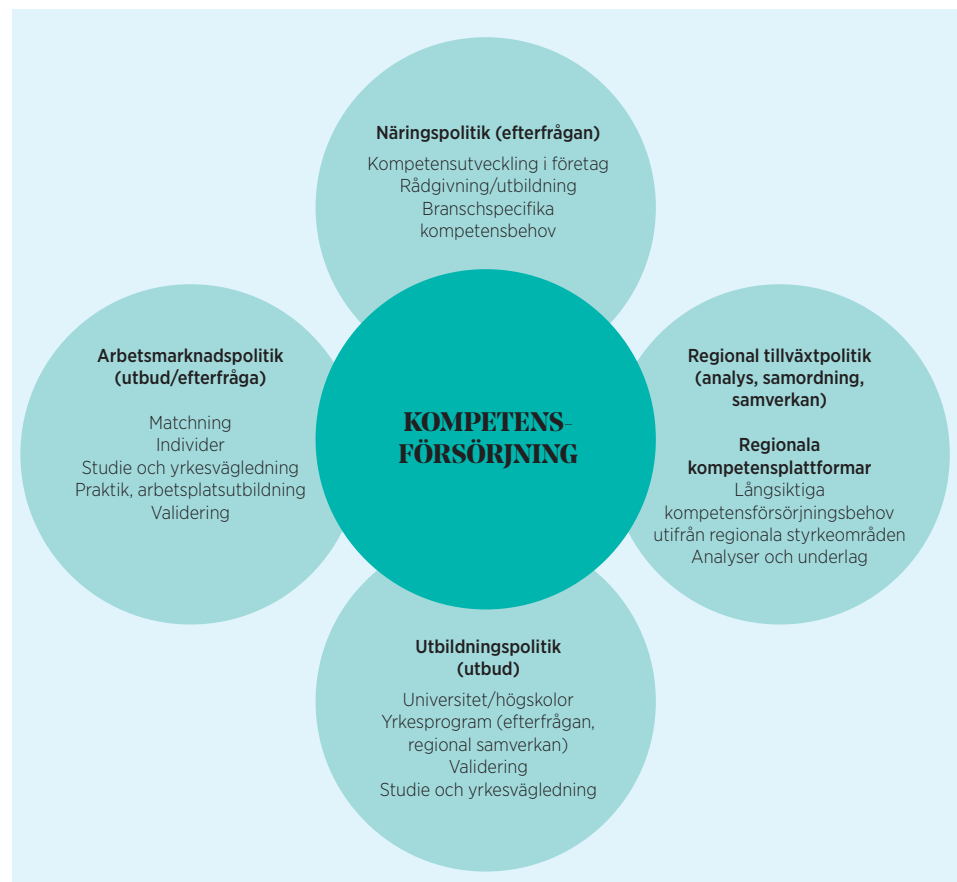 Näringspolitik (efterfrågan)
Kompetensutveckling i företag
Rådgivning/utbildning
Branschspecifika
kompetensbehov
Arbetsmarknadspolitik
(utbud/efterfråga)
Matchning
Individer
Studie och yrkesvägledning
Praktik, arbetsplatsutbildning
Validering
KOMPETENS-
FÖRSÖRJNING
Regional tillväxtpolitik
(analys, samordning,
samverkan)
Regionala
kompetensplattformar
Långsiktiga
kompetensförsörjningsbehov
utifrån regionala styrkeområden
Analyser och underlag
Utbildningspolitik
(utbud)
Universitet/högskolor
Yrkesprogram (efterfrågan,
regional samverkan)
Validering
Studie och yrkesvägledning